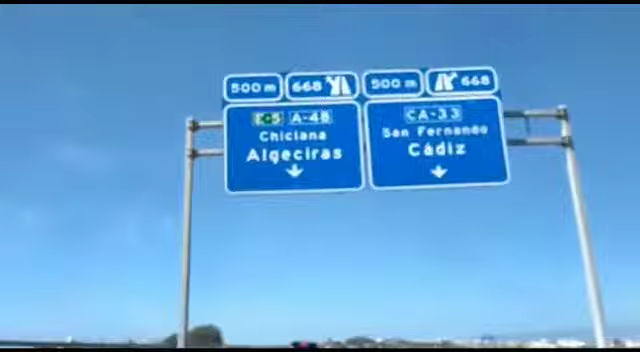 500 m 668
E-5 A-48
Chiclana
Algeciras
500 m 668
CA-33
San Fernando
Cádiz